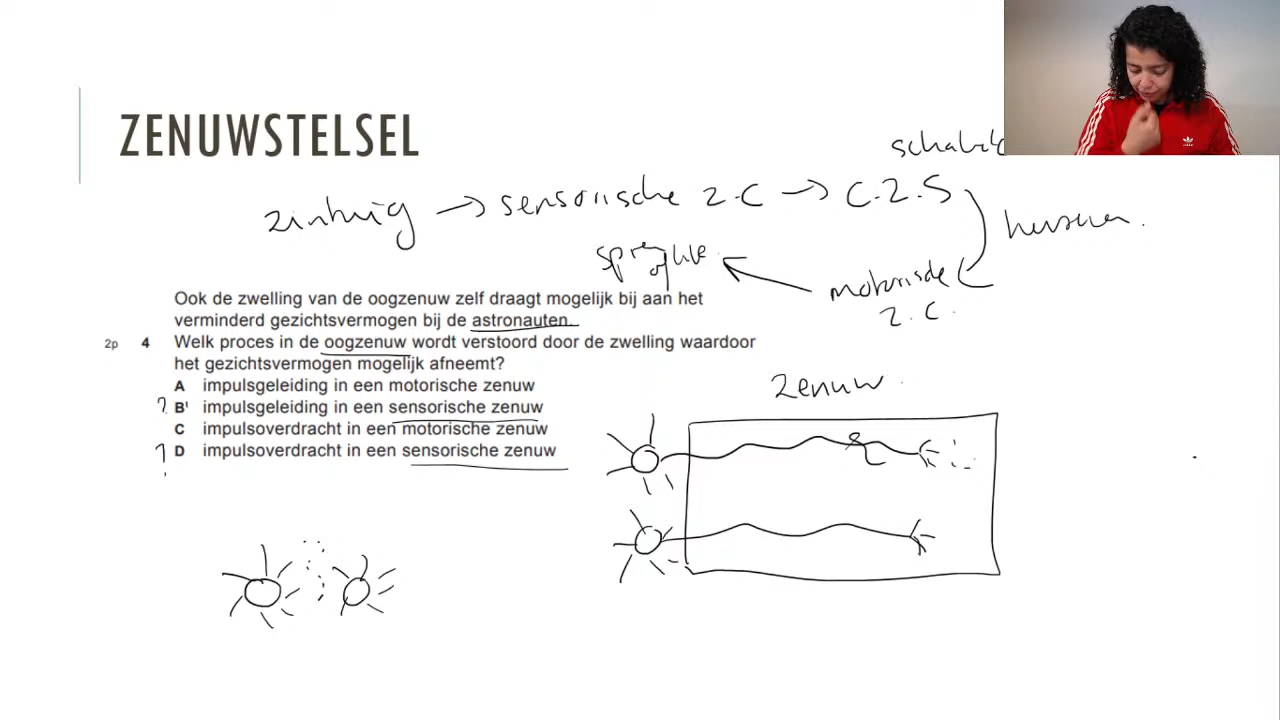 ZENUWSTELSEL
zintuig → sensorische z.C → C.Z.S
hersenen.
motorische
z.C.
Ook de zwelling van de oogzenuw zelf draagt mogelijk bij aan het
verminderd gezichtsvermogen bij de astronauten.
2p 4 Welk proces in de oogzenuw wordt verstoord door de zwelling waardoor
het gezichtsvermogen mogelijk afneemt?
A impulsgeleiding in een motorische zenuw
? B' impulsgeleiding in een sensorische zenuw
C impulsoverdracht in een motorische zenuw
? D impulsoverdracht in een sensorische zenuw
Zenuw